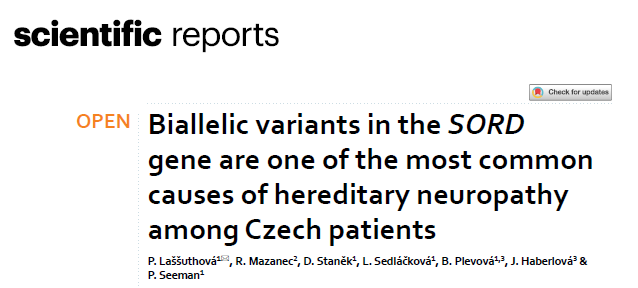 scientific reports
Check for updates
OPEN
Biallelic variants in the SORD
gene are one of the most common
causes of hereditary neuropathy
among Czech patients
P. Laššuthová1✉, R. Mazanec2, D. Staněk1, L. Sedláčková1, B. Plevová1,3, J. Haberlová3 &
P. Seeman1